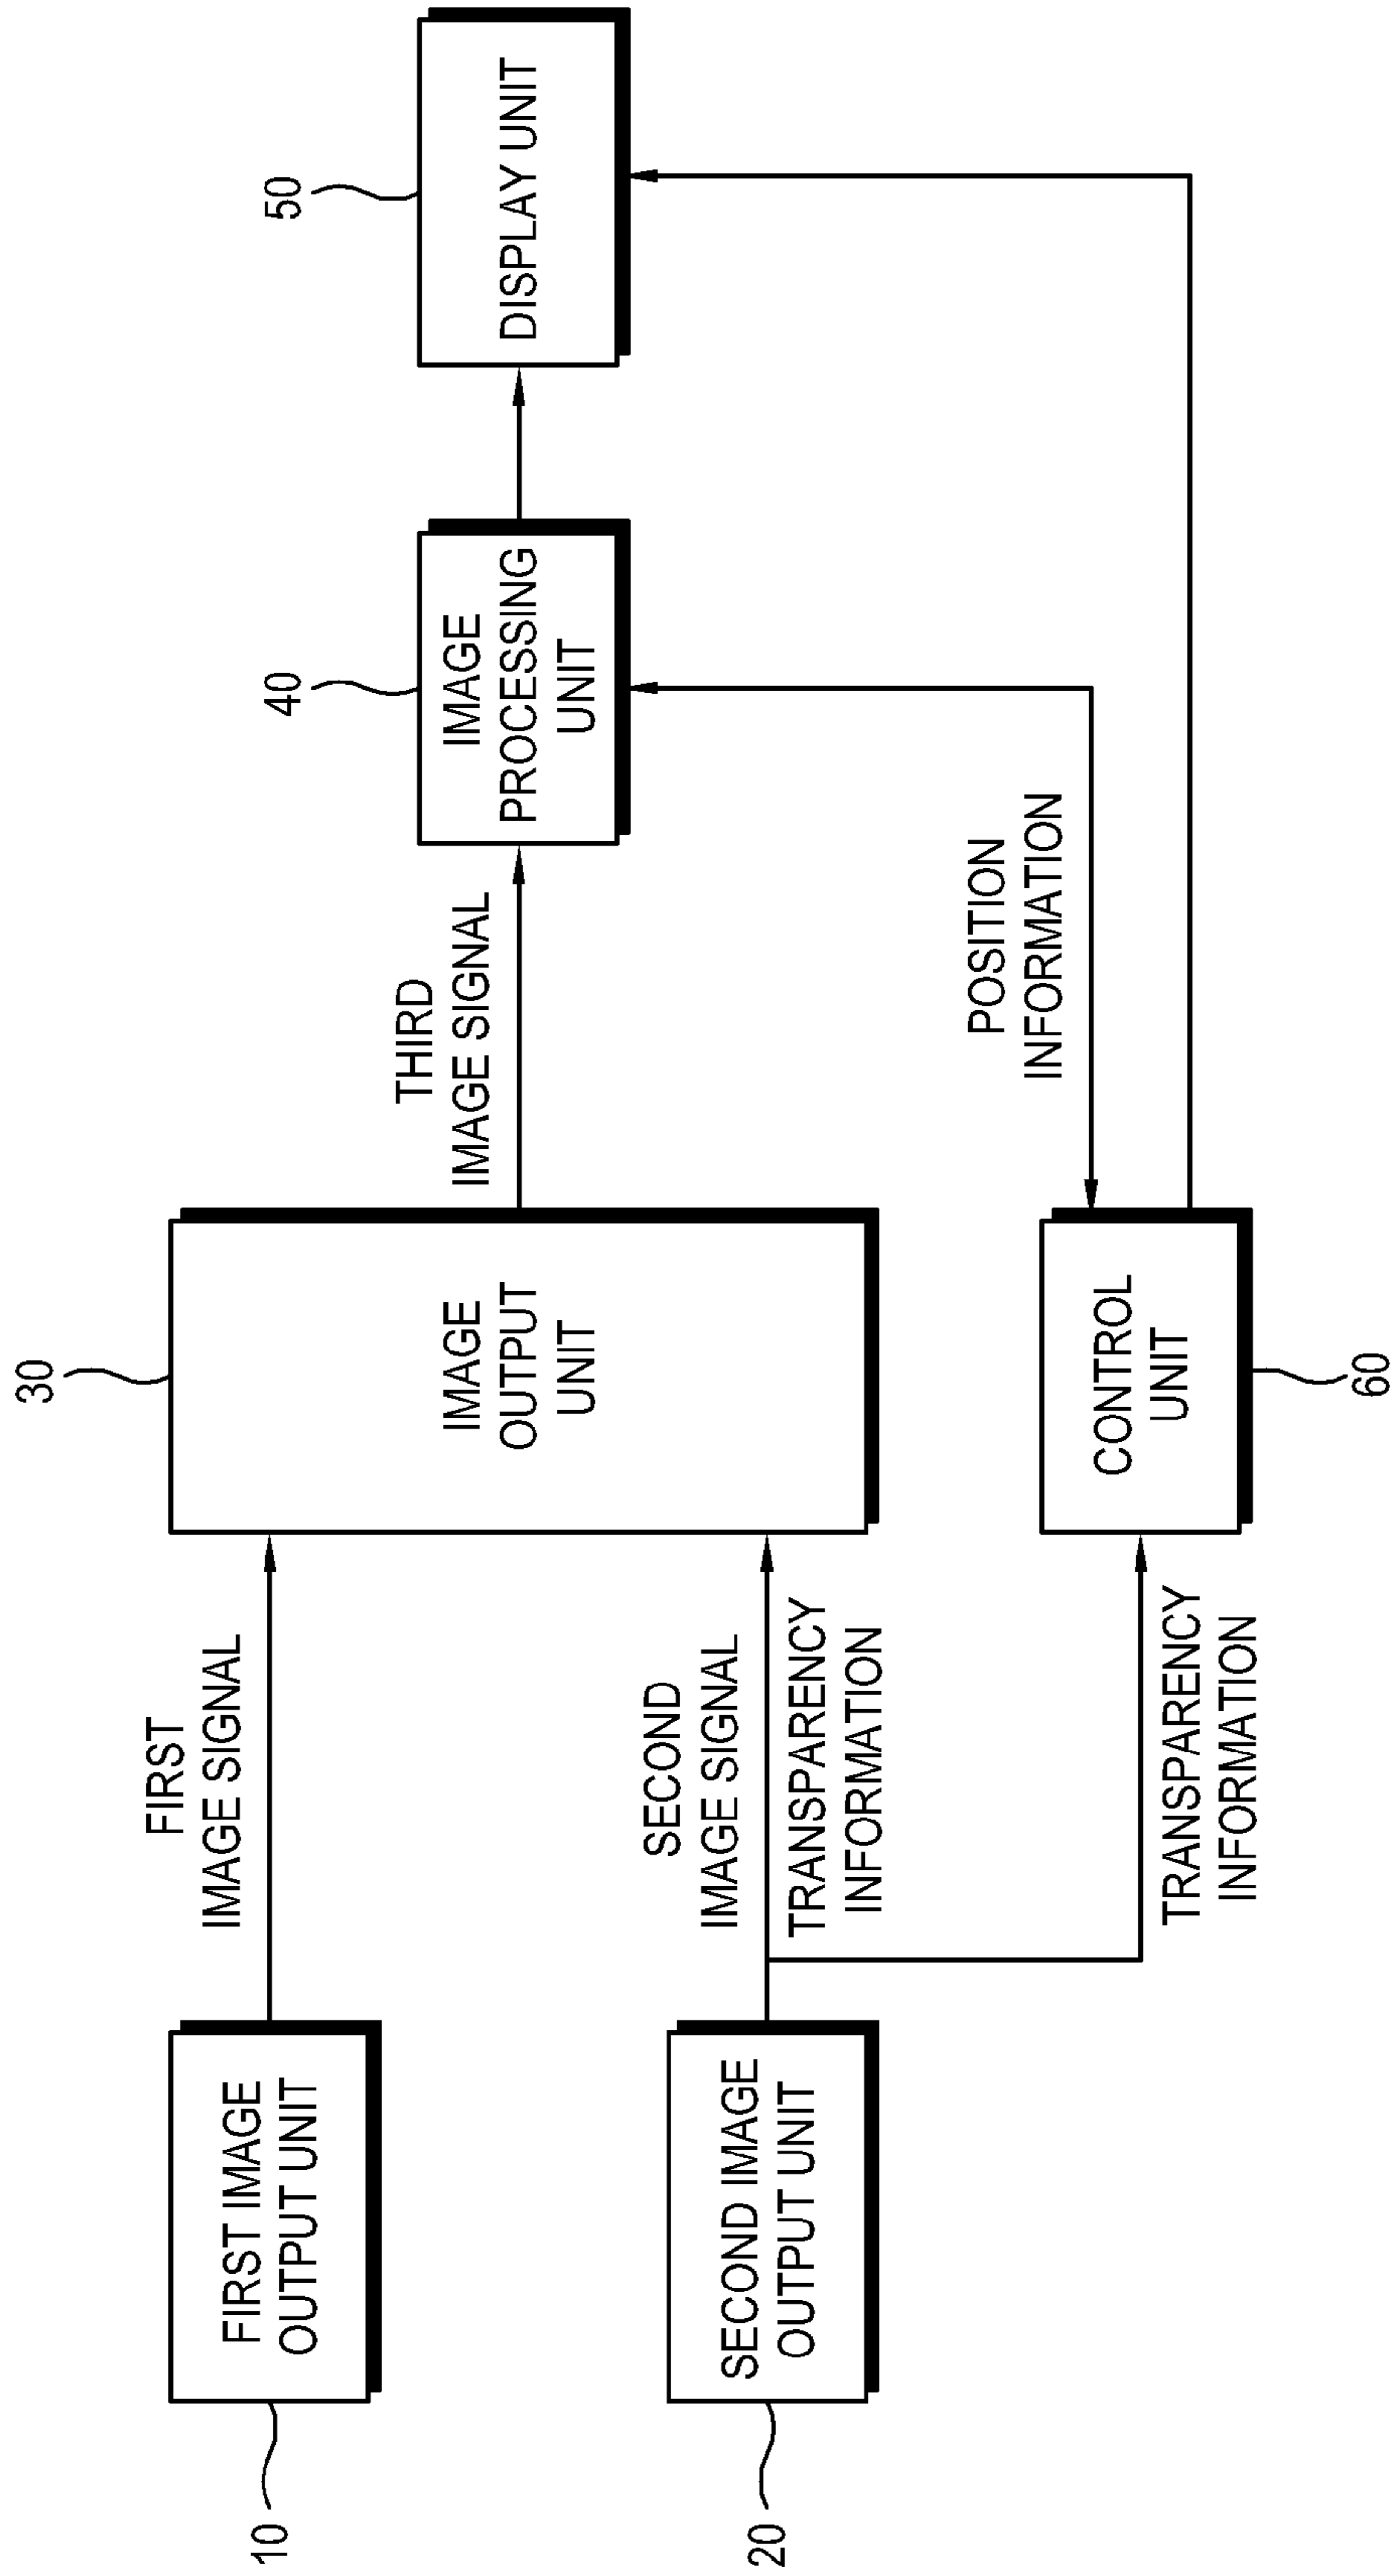 10
FIRST IMAGE
OUTPUT UNIT
FIRST
IMAGE SIGNAL
20
SECOND IMAGE
OUTPUT UNIT
SECOND
IMAGE SIGNAL
TRANSPARENCY
INFORMATION
TRANSPARENCY
INFORMATION
30
IMAGE
OUTPUT
UNIT
THIRD
IMAGE SIGNAL
40
IMAGE
PROCESSING
UNIT
50
DISPLAY UNIT
POSITION
INFORMATION
CONTROL
UNIT
60